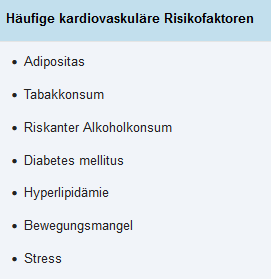 Häufige kardiovaskuläre Risikofaktoren
• Adipositas
• Tabakkonsum
• Riskanter Alkoholkonsum
• Diabetes mellitus
• Hyperlipidämie
• Bewegungsmangel
• Stress